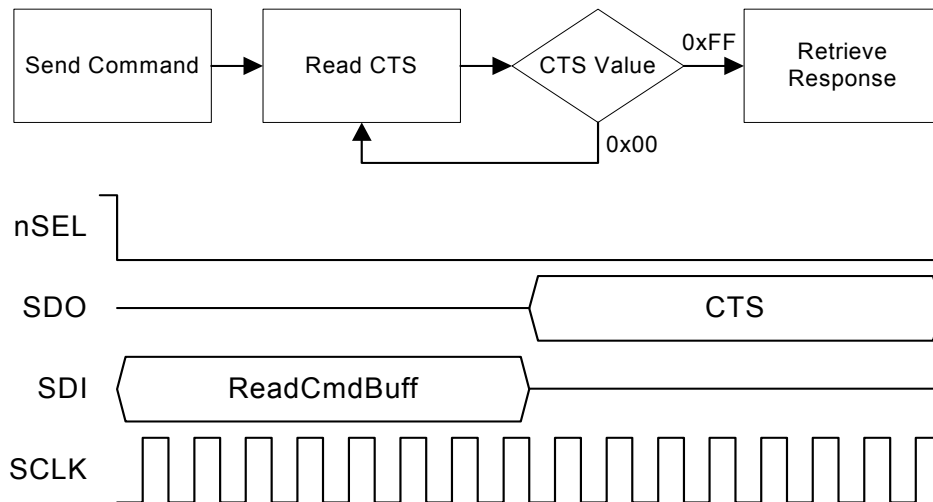 Send Command
Read CTS
CTS Value
0xFF
Retrieve
Response
0x00
nSEL
SDO
CTS
SDI
ReadCmdBuff
SCLK